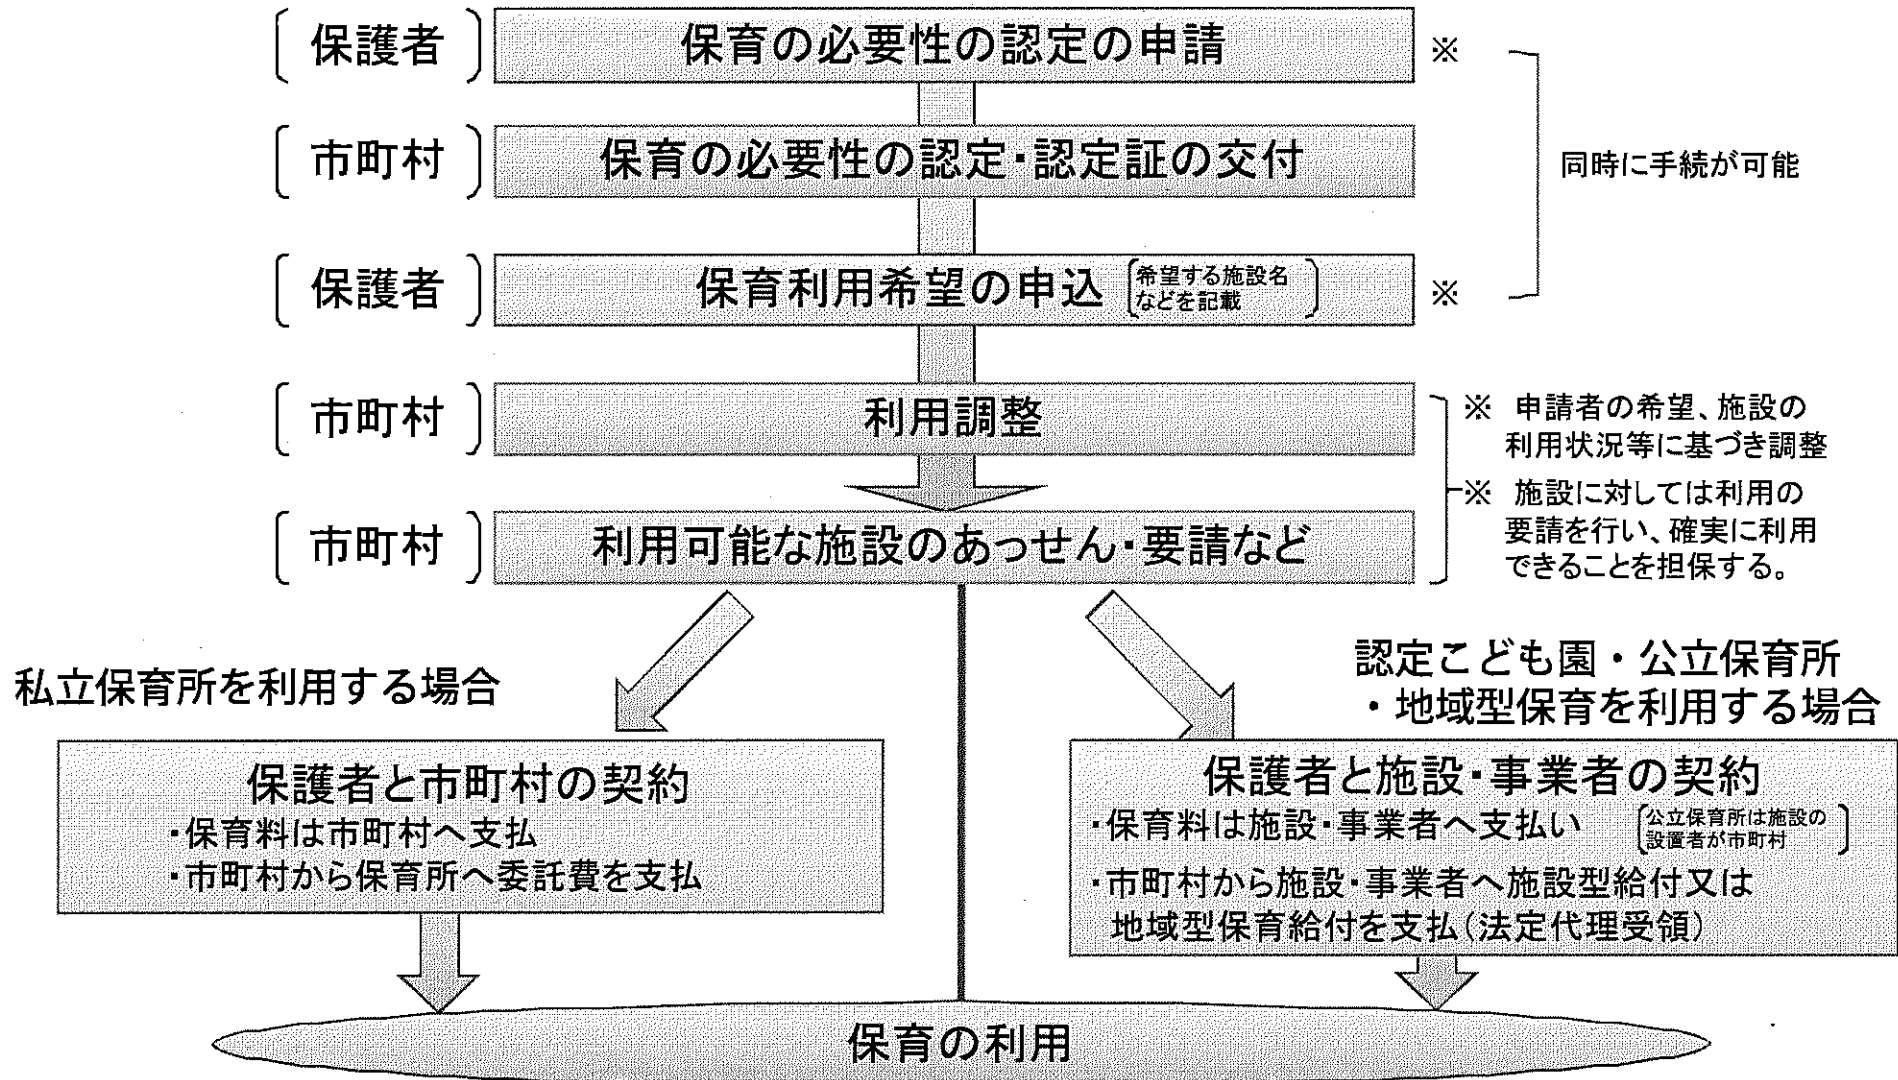 〔 保護者 〕 保育の必要性の認定の申請 ※
〔 市町村 〕 保育の必要性の認定・認定証の交付
同時に手続が可能
〔 保護者 〕 保育利用希望の申込 〔希望する施設名
などを記載〕 ※
〔 市町村 〕 利用調整
※ 申請者の希望、施設の
利用状況等に基づき調整
※ 施設に対しては利用の
要請を行い、確実に利用
できることを担保する。
〔 市町村 〕 利用可能な施設のあっせん・要請など
私立保育所を利用する場合
保護者と市町村の契約
・保育料は市町村へ支払
・市町村から保育所へ委託費を支払
認定こども園・公立保育所
・地域型保育を利用する場合
保護者と施設・事業者の契約
・保育料は施設・事業者へ支払い 〔公立保育所は施設の
設置者が市町村〕
・市町村から施設・事業者へ施設型給付又は
地域型保育給付を支払(法定代理受領)
保育の利用